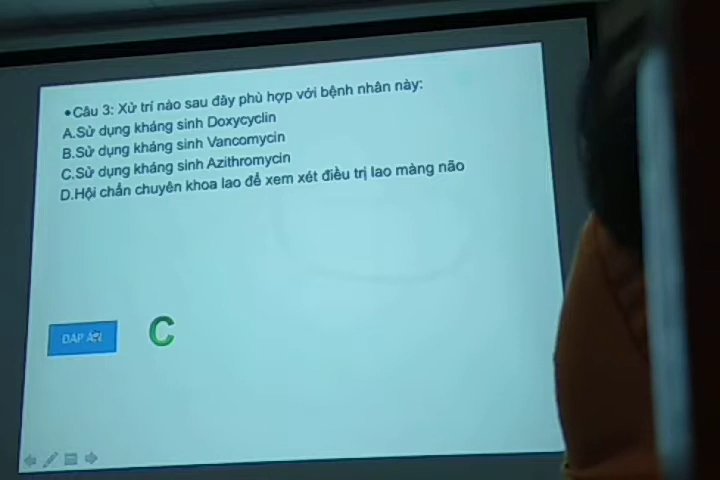 •Câu 3: Xử trí nào sau đây phù hợp với bệnh nhân này:
A.Sử dụng kháng sinh Doxycyclin
B.Sử dụng kháng sinh Vancomycin
C.Sử dụng kháng sinh Azithromycin
D.Hội chẩn chuyên khoa lao để xem xét điều trị lao màng não
ĐÁP ÁN C